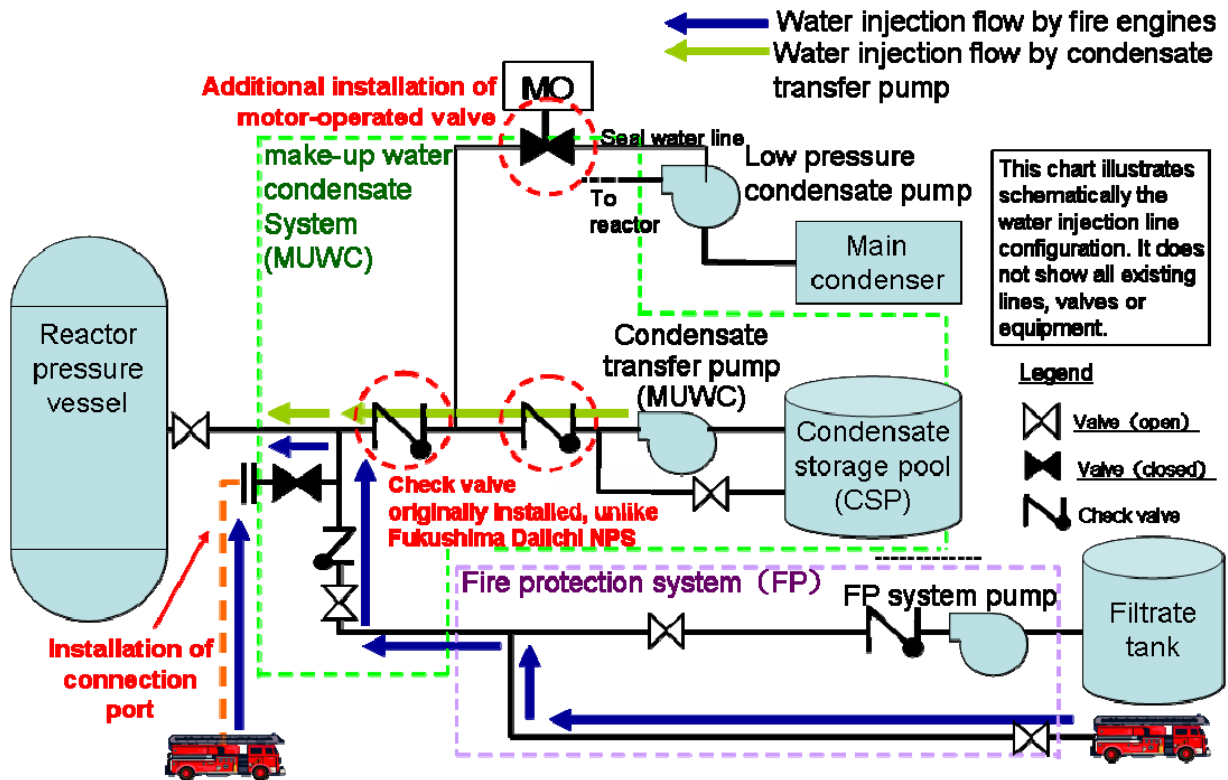 Water injection flow by fire engines
Water injection flow by condensate
transfer pump
Additional installation of
motor-operated valve
MO
Seal water line
make-up water
condensate
System
(MUWC)
Low pressure
condensate pump
To
reactor
Main
condenser
This chart illustrates
schematically the
water injection line
configuration. It does
not show all existing
lines, valves or
equipment.
Reactor
pressure
vessel
Condensate
transfer pump
(MUWC)
Condensate
storage pool
(CSP)
Legend
Valve (open)
Valve (closed)
Check valve
Check valve
originally installed, unlike
Fukushima Daiichi NPS
Fire protection system (FP)
FP system pump
Filtrate
tank
Installation of
connection
port